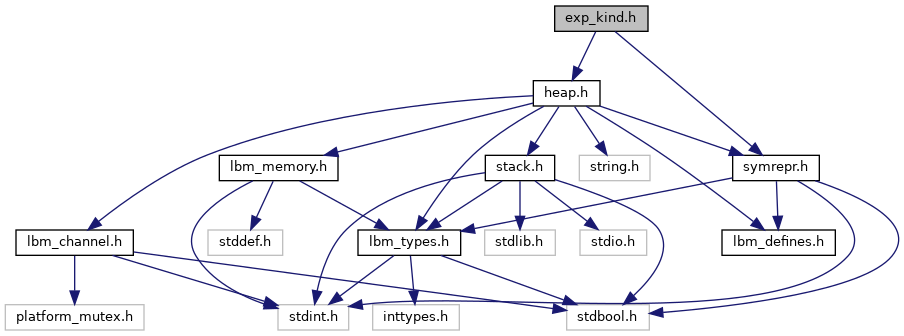 exp_kind.h
heap.h
lbm_memory.h
stack.h
string.h
symrepr.h
lbm_channel.h
stddef.h
lbm_types.h
stdlib.h
stdio.h
lbm_defines.h
platform_mutex.h
stdint.h
inttypes.h
stdbool.h